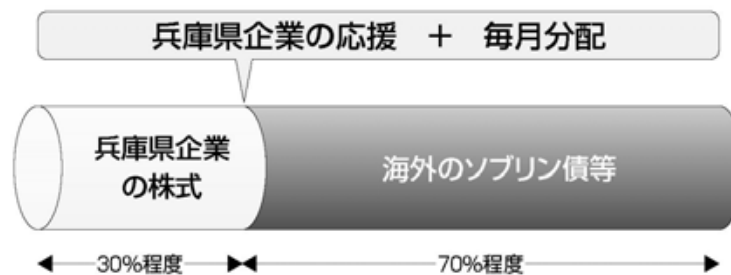 兵庫県企業の応援 ＋ 毎月分配
兵庫県企業
の株式
海外のソブリン債等
30%程度
70%程度